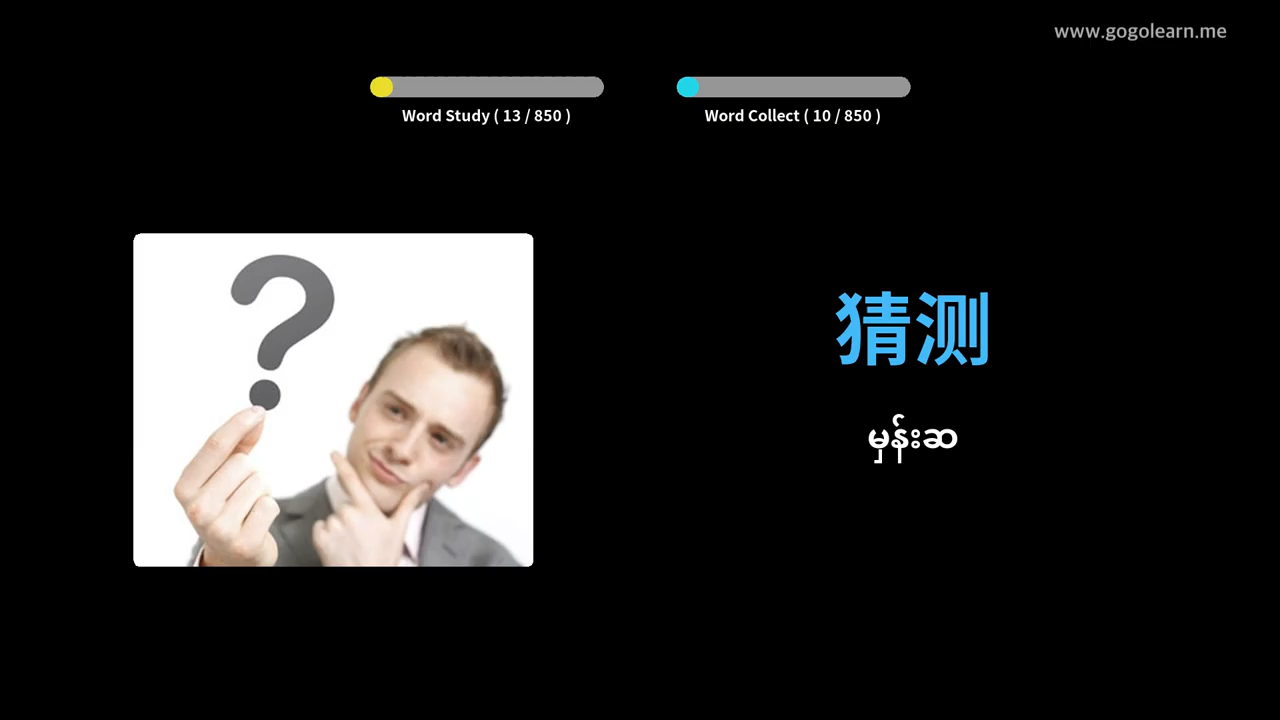 www.gogolearn.me
Word Study ( 13 / 850 )
Word Collect ( 10 / 850 )
?
猜测
မှန်းဆ